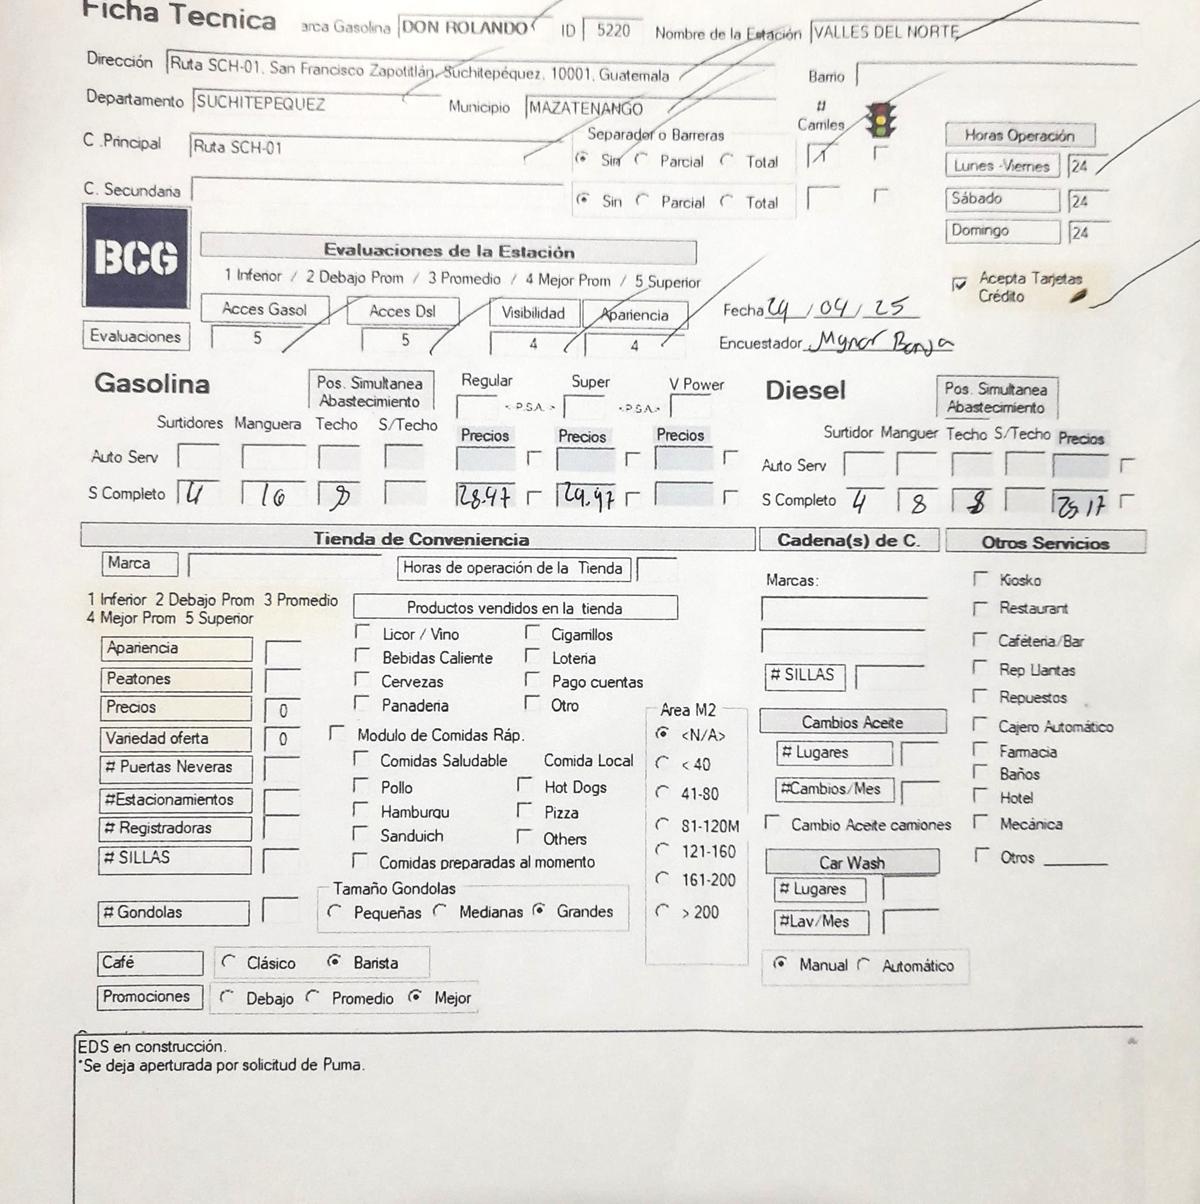 Ficha Tecnica
arca Gasolina DON ROLANDO ID 5220 Nombre de la Estación VALLES DEL NORTE
Dirección Ruta SCH-01, San Francisco Zapotitlán, Suchitepéquez, 10001, Guatemala Barrio
Departamento SUCHITEPEQUEZ Municipio MAZATENANGO # Carriles
C .Principal Ruta SCH-01 Separador o Barreras Sin Parcial Total 1
Horas Operación
Lunes -Viernes 24
C. Secundaria Sin Parcial Total
Sábado 24
Domingo 24
BCG
Evaluaciones de la Estación
1 Inferior / 2 Debajo Prom / 3 Promedio / 4 Mejor Prom / 5 Superior
Acepta Tarjetas Crédito
Acces Gasol Acces Dsl Visibilidad Apariencia
Evaluaciones 5 5 4 4
Fecha 24 / 04 / 25
Encuestador Mynor
Gasolina
Pos. Simultanea Abastecimiento
Regular Super V Power
< P.S.A. > < P.S.A.>
Surtidores Manguera Techo S/Techo Precios Precios Precios
Auto Serv
S Completo 4 16 8 28.97 29.97
Diesel
Pos. Simultanea Abastecimiento
Surtidor Manguer Techo S/Techo Precios
Auto Serv
S Completo 4 8 8 25 17
Tienda de Conveniencia
Marca Horas de operación de la Tienda
1 Inferior 2 Debajo Prom 3 Promedio
4 Mejor Prom 5 Superior
Apariencia
Peatones
Precios 0
Variedad oferta 0
# Puertas Neveras
#Estacionamientos
# Registradoras
# SILLAS
# Gondolas
Productos vendidos en la tienda
Licor / Vino Cigarrillos
Bebidas Caliente Loteria
Cervezas Pago cuentas
Panaderia Otro
Modulo de Comidas Ráp.
Comidas Saludable Comida Local
Pollo Hot Dogs
Hamburqu Pizza
Sanduich Others
Comidas preparadas al momento
Tamaño Gondolas
Pequeñas Medianas Grandes
Area M2
<N/A>
< 40
41-80
81-120M
121-160
161-200
> 200
Café Clásico Barista
Promociones Debajo Promedio Mejor
Cadena(s) de C.
Marcas:
# SILLAS
Cambios Aceite
# Lugares
#Cambios/Mes
Cambio Aceite camiones
Car Wash
# Lugares
#Lav/Mes
Manual Automático
Otros Servicios
Kiosko
Restaurant
Cafétería/Bar
Rep Llantas
Repuestos
Cajero Automático
Farmacia
Baños
Hotel
Mecánica
Otros
EDS en construcción.
*Se deja aperturada por solicitud de Puma.